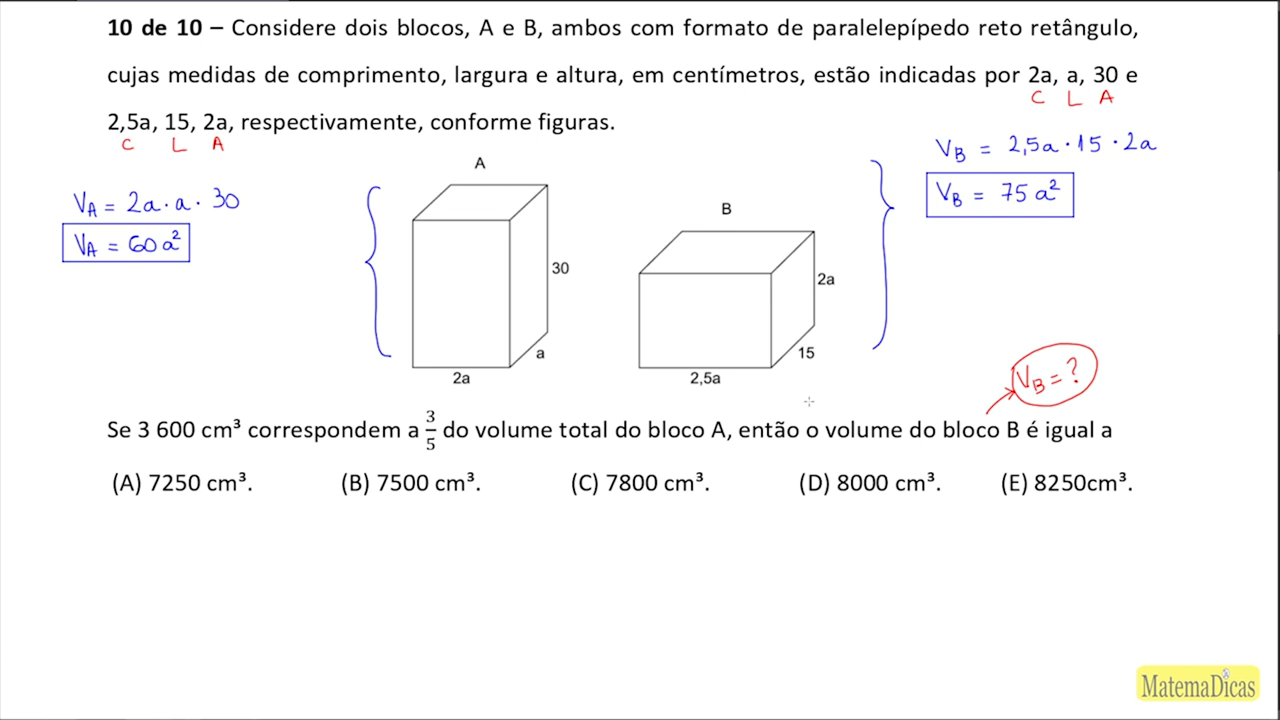 10 de 10 – Considere dois blocos, A e B, ambos com formato de paralelepípedo reto retângulo,
cujas medidas de comprimento, largura e altura, em centímetros, estão indicadas por 2a, a, 30 e
C L A
2,5a, 15, 2a, respectivamente, conforme figuras.
C L A
V_B = 2,5a · 15 · 2a
V_B = 75a²
V_A = 2a · a · 30
V_A = 60a²
A
30
a
2a
B
2a
15
2,5a
V_B = ?
Se 3 600 cm³ correspondem a 3/5 do volume total do bloco A, então o volume do bloco B é igual a
(A) 7250 cm³. (B) 7500 cm³. (C) 7800 cm³. (D) 8000 cm³. (E) 8250cm³.
MatemaDicas